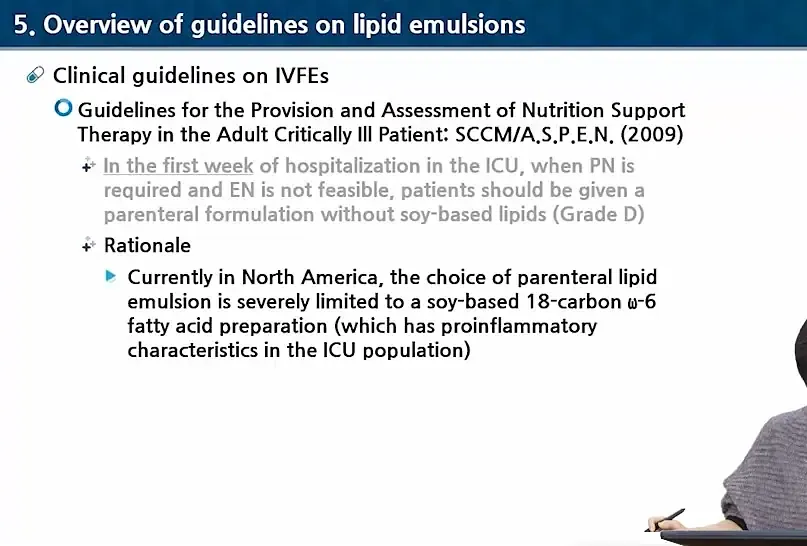 5. Overview of guidelines on lipid emulsions
Clinical guidelines on IVFEs
Guidelines for the Provision and Assessment of Nutrition Support
Therapy in the Adult Critically Ill Patient: SCCM/A.S.P.E.N. (2009)
In the first week of hospitalization in the ICU, when PN is
required and EN is not feasible, patients should be given a
parenteral formulation without soy-based lipids (Grade D)
Rationale
Currently in North America, the choice of parenteral lipid
emulsion is severely limited to a soy-based 18-carbon ω-6
fatty acid preparation (which has proinflammatory
characteristics in the ICU population)